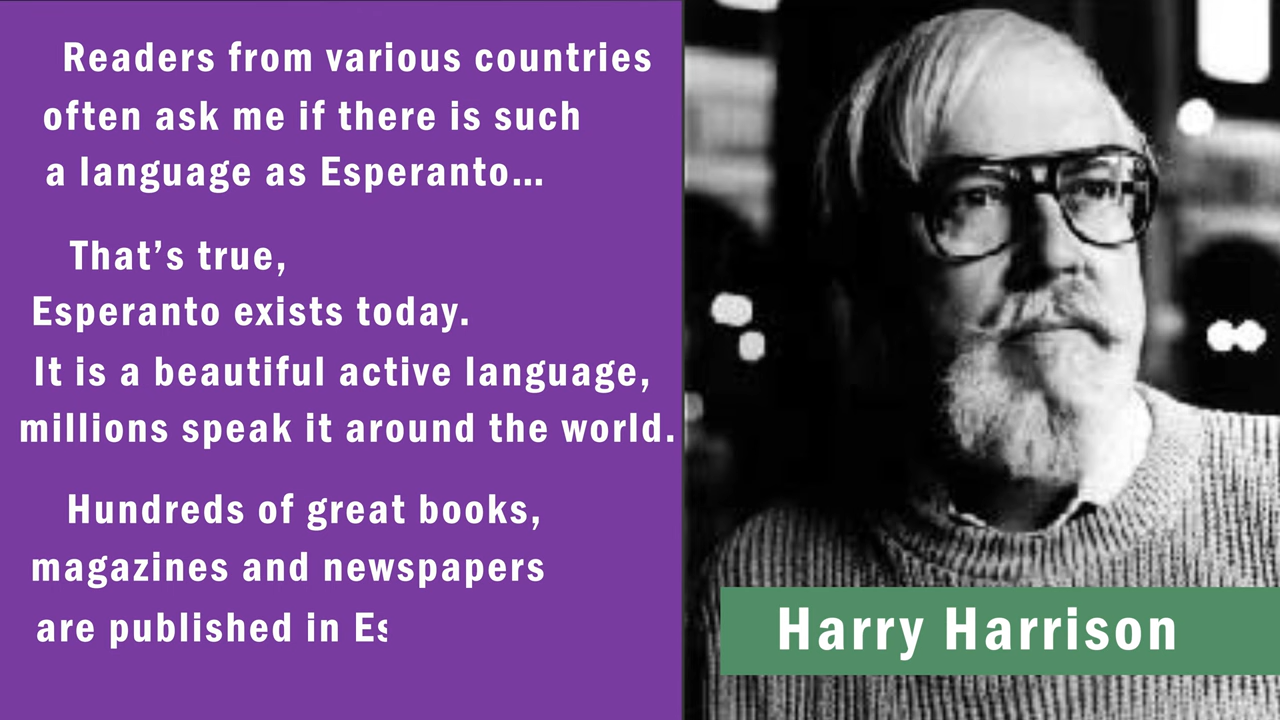 Readers from various countries
often ask me if there is such
a language as Esperanto...
That's true,
Esperanto exists today.
It is a beautiful active language,
millions speak it around the world.
Hundreds of great books,
magazines and newspapers
are published in Es
Harry Harrison